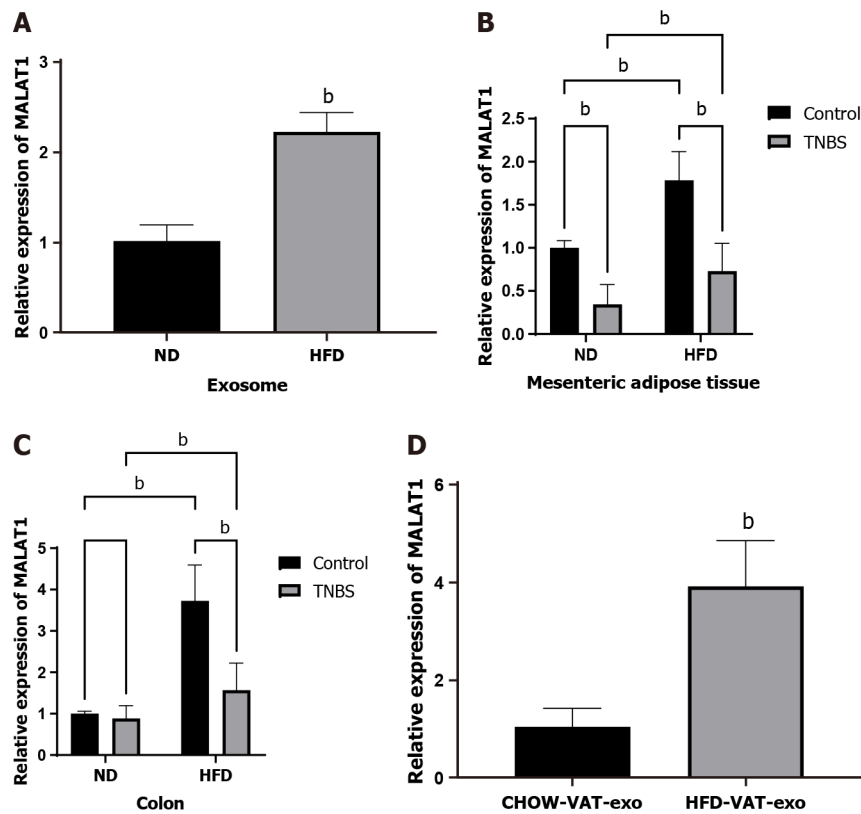 A
Relative expression of MALAT1
3
2
1
0
b
ND
HFD
Exosome
B
Relative expression of MALAT1
2.5
2.0
1.5
1.0
0.5
0.0
b
b
b
b
Control
TNBS
ND
HFD
Mesenteric adipose tissue
C
Relative expression of MALAT1
5
4
3
2
1
0
b
b
b
Control
TNBS
ND
HFD
Colon
D
Relative expression of MALAT1
6
4
2
0
b
CHOW-VAT-exo
HFD-VAT-exo